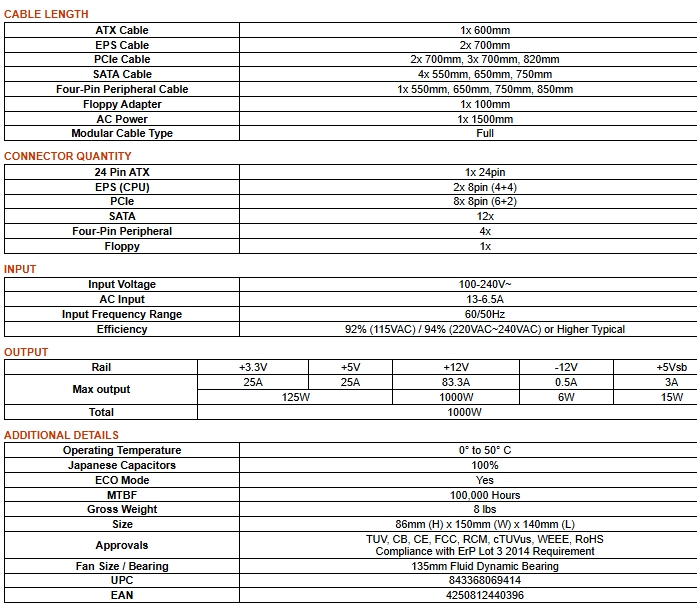 CABLE LENGTH
ATX Cable 1x 600mm
EPS Cable 2x 700mm
PCIe Cable 2x 700mm, 3x 700mm, 820mm
SATA Cable 4x 550mm, 650mm, 750mm
Four-Pin Peripheral Cable 1x 550mm, 650mm, 750mm, 850mm
Floppy Adapter 1x 100mm
AC Power 1x 1500mm
Modular Cable Type Full
CONNECTOR QUANTITY
24 Pin ATX 1x 24pin
EPS (CPU) 2x 8pin (4+4)
PCIe 8x 8pin (6+2)
SATA 12x
Four-Pin Peripheral 4x
Floppy 1x
INPUT
Input Voltage 100-240V~
AC Input 13-6.5A
Input Frequency Range 60/50Hz
Efficiency 92% (115VAC) / 94% (220VAC~240VAC) or Higher Typical
OUTPUT
Rail +3.3V +5V +12V -12V +5Vsb
Max output 25A 25A 83.3A 0.5A 3A
125W 1000W 6W 15W
Total 1000W
ADDITIONAL DETAILS
Operating Temperature 0° to 50° C
Japanese Capacitors 100%
ECO Mode Yes
MTBF 100,000 Hours
Gross Weight 8 lbs
Size 86mm (H) x 150mm (W) x 140mm (L)
Approvals TUV, CB, CE, FCC, RCM, cTUVus, WEEE, RoHS
Compliance with ErP Lot 3 2014 Requirement
Fan Size / Bearing 135mm Fluid Dynamic Bearing
UPC 843368069414
EAN 4250812440396